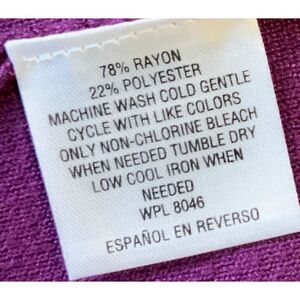 78% RAYON
22% POLYESTER
MACHINE WASH COLD GENTLE
CYCLE WITH LIKE COLORS
ONLY NON-CHLORINE BLEACH
WHEN NEEDED TUMBLE DRY
LOW COOL IRON WHEN
NEEDED
WPL 8046
ESPAÑOL EN REVERSO